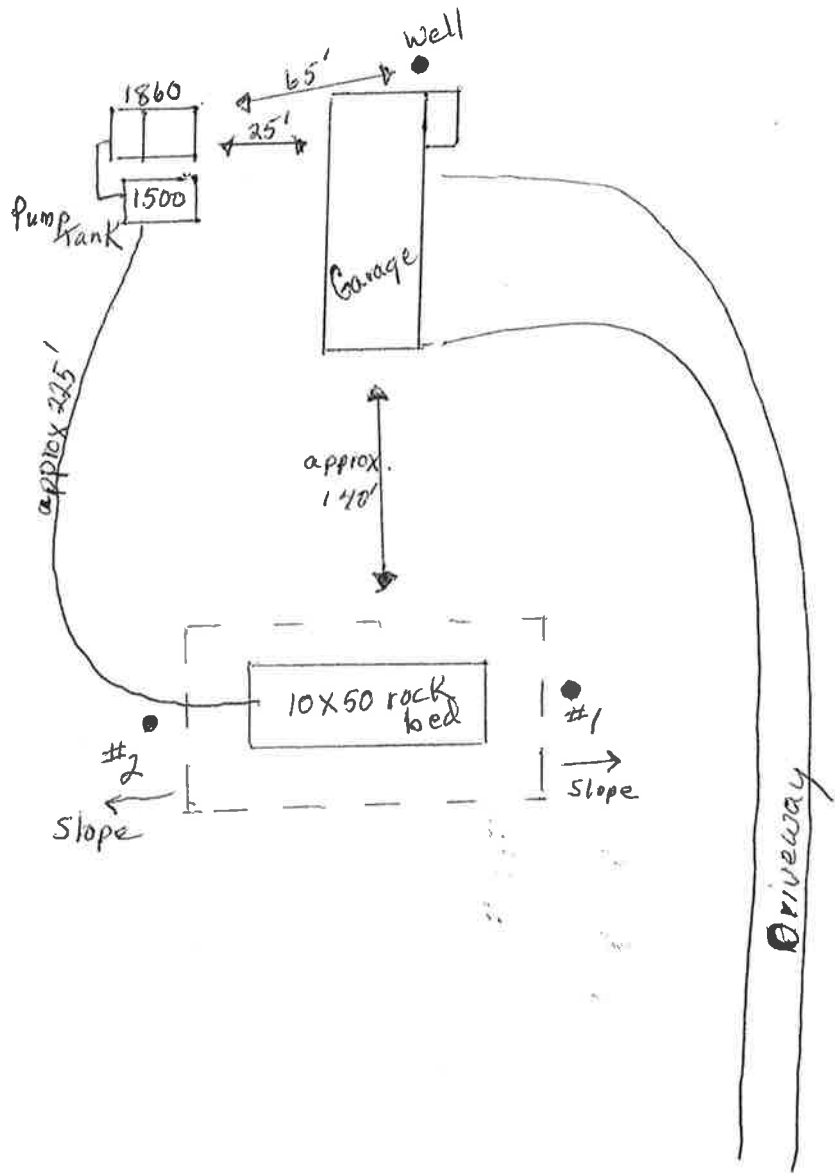 Well
65'
1860
25'
1500
Pump
Tank
Garage
approx 225'
approx.
140'
10X50 rock
bed
#1
#2
Slope
Slope
Driveway